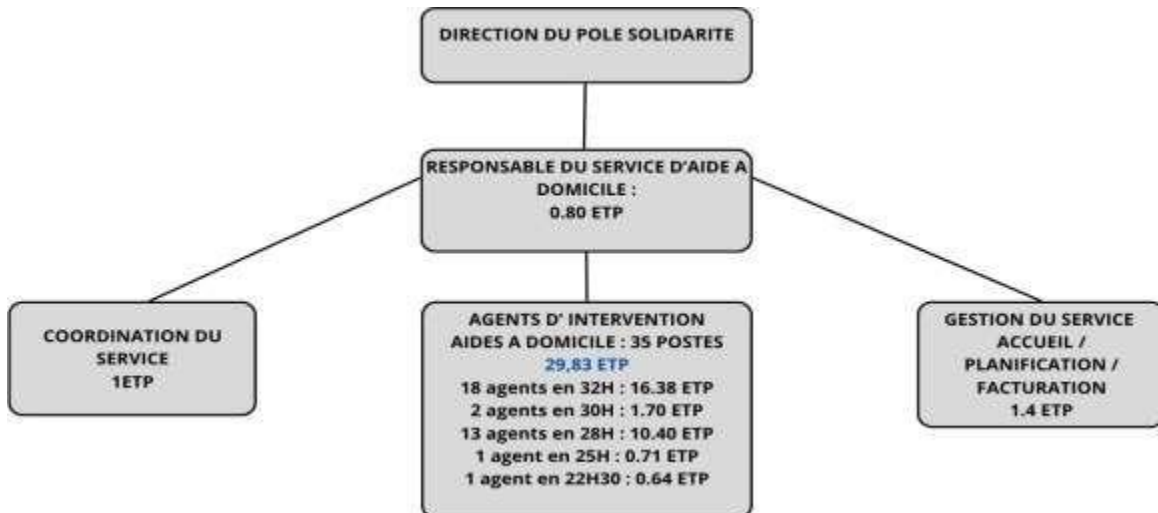 DIRECTION DU POLE SOLIDARITE
RESPONSABLE DU SERVICE D'AIDE A
DOMICILE :
0.80 ETP
COORDINATION DU
SERVICE
1ETP
AGENTS D' INTERVENTION
AIDES A DOMICILE : 35 POSTES
29,83 ETP
18 agents en 32H : 16.38 ETP
2 agents en 30H : 1.70 ETP
13 agents en 28H : 10.40 ETP
1 agent en 25H : 0.71 ETP
1 agent en 22H30 : 0.64 ETP
GESTION DU SERVICE
ACCUEIL /
PLANIFICATION /
FACTURATION
1.4 ETP